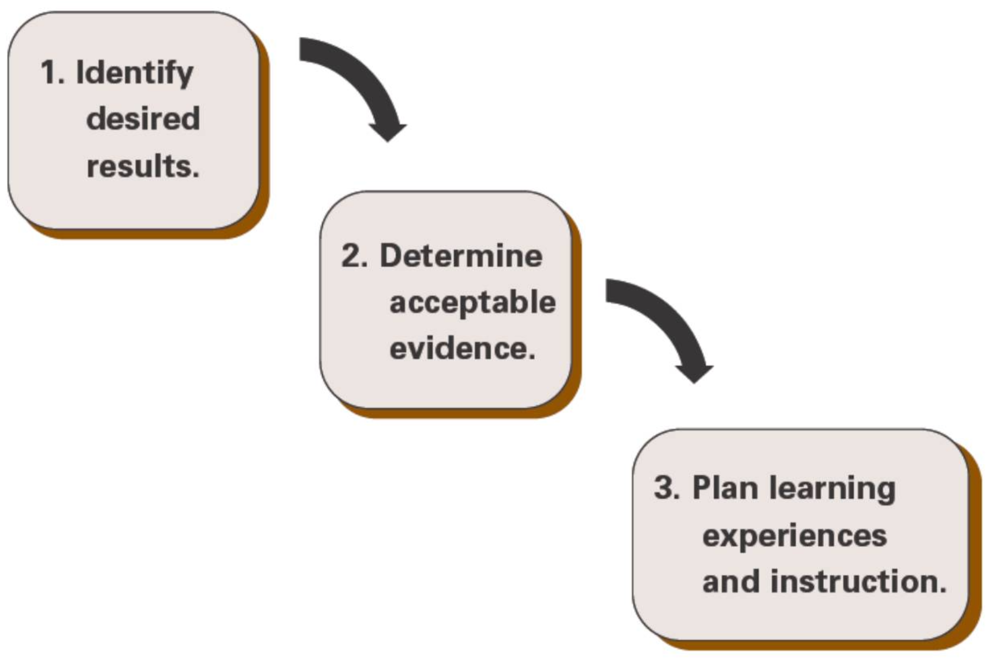 1. Identify
desired
results.
2. Determine
acceptable
evidence.
3. Plan learning
experiences
and instruction.